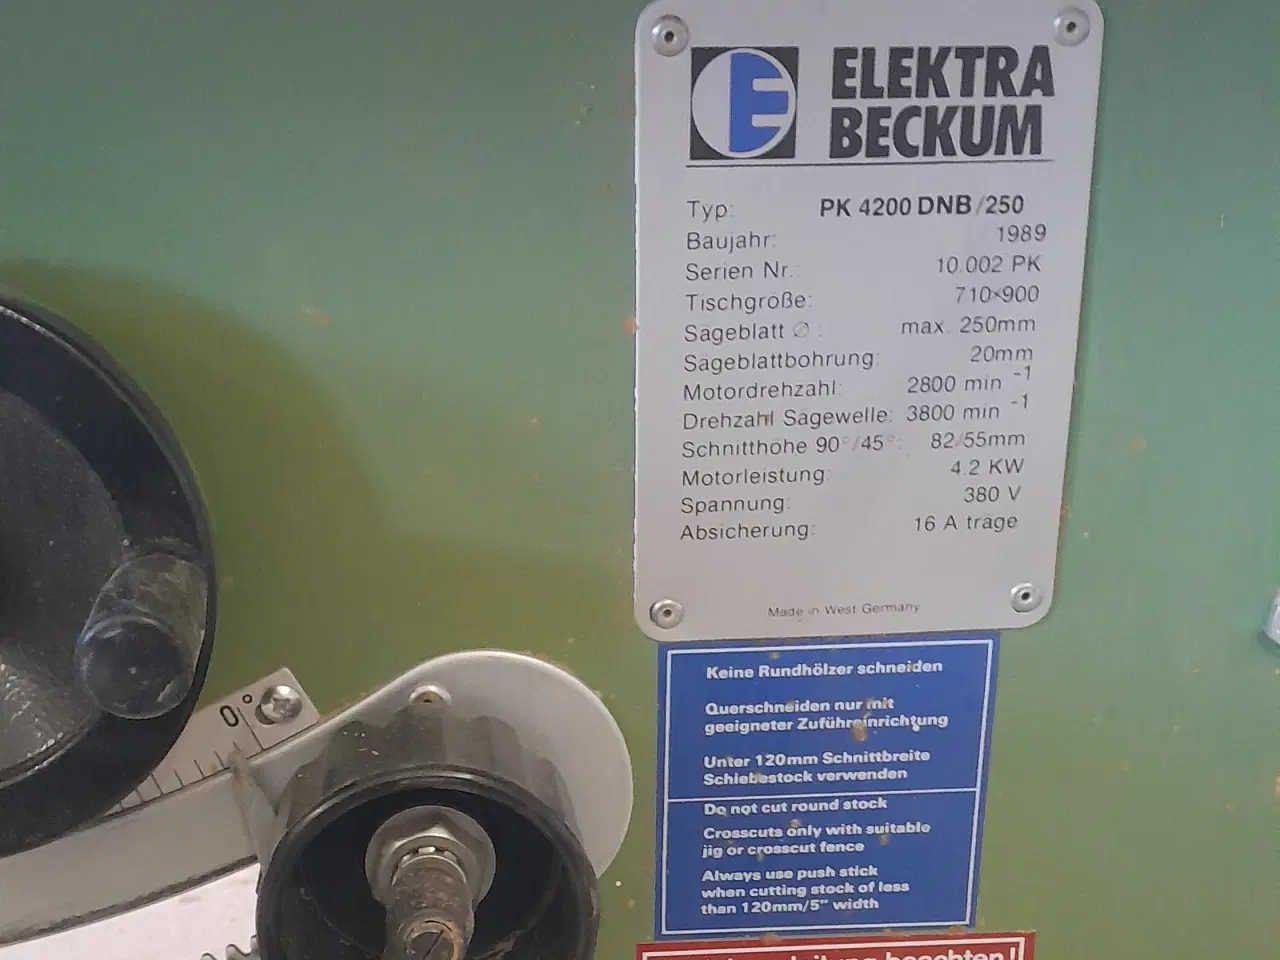 ELEKTRA
BECKUM
Typ: PK 4200 DNB/250
Baujahr: 1989
Serien Nr.: 10.002 PK
Tischgröße: 710×900
Sägeblatt ∅ : max. 250mm
Sägeblattbohrung: 20mm
Motordrehzahl: 2800 min -1
Drehzahl Sägewelle: 3800 min -1
Schnitthöhe 90°/45°: 82/55mm
Motorleistung: 4.2 KW
Spannung: 380 V
Absicherung: 16 A träge
Made in West Germany
Keine Rundhölzer schneiden
Querschneiden nur mit
geeigneter Zuführeinrichtung
Unter 120mm Schnittbreite
Schiebestock verwenden
Do not cut round stock
Crosscuts only with suitable
jig or crosscut fence
Always use push stick
when cutting stock of less
than 120mm/5" width
0°
beachten!